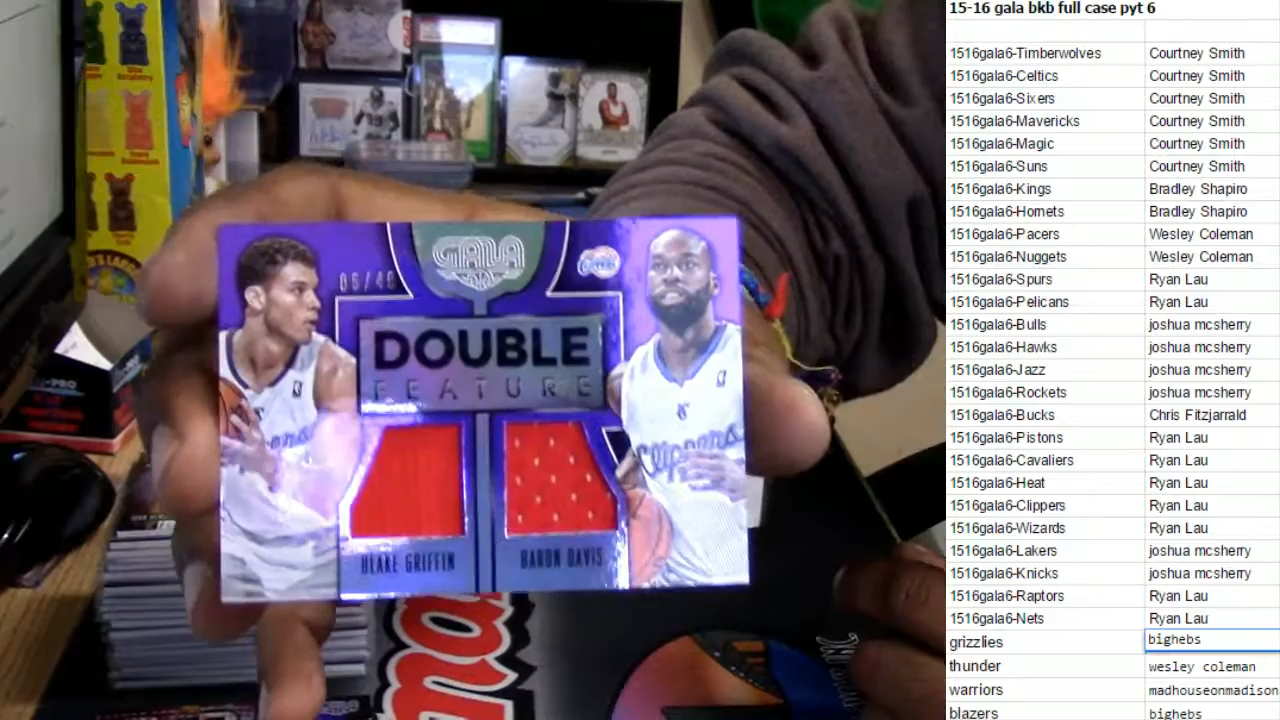 15-16 gala bkb full case pyt 6
1516gala6-Timberwolves Courtney Smith
1516gala6-Celtics Courtney Smith
1516gala6-Sixers Courtney Smith
1516gala6-Mavericks Courtney Smith
1516gala6-Magic Courtney Smith
1516gala6-Suns Courtney Smith
1516gala6-Kings Bradley Shapiro
1516gala6-Hornets Bradley Shapiro
1516gala6-Pacers Wesley Coleman
1516gala6-Nuggets Wesley Coleman
1516gala6-Spurs Ryan Lau
1516gala6-Pelicans Ryan Lau
1516gala6-Bulls joshua mcsherry
1516gala6-Hawks joshua mcsherry
1516gala6-Jazz joshua mcsherry
1516gala6-Rockets joshua mcsherry
1516gala6-Bucks Chris Fitzjarrald
1516gala6-Pistons Ryan Lau
1516gala6-Cavaliers Ryan Lau
1516gala6-Heat Ryan Lau
1516gala6-Clippers Ryan Lau
1516gala6-Wizards Ryan Lau
1516gala6-Lakers joshua mcsherry
1516gala6-Knicks joshua mcsherry
1516gala6-Raptors Ryan Lau
1516gala6-Nets Ryan Lau
grizzlies bighebs
thunder wesley coleman
warriors madhouseonmadison
blazers bighebs
GALA
DOUBLE
FEATURE
BLAKE GRIFFIN
BARON DAVIS
Clippers